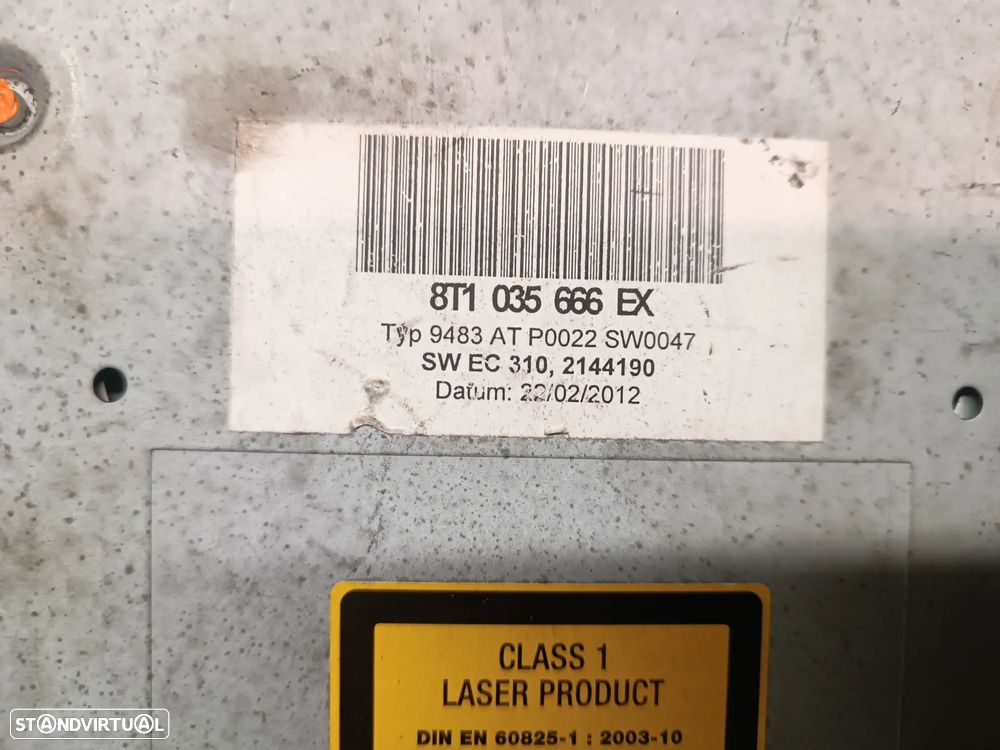 8T1 035 666 EX
Typ 9483 AT P0022 SW0047
SW EC 310, 2144190
Datum: 22/02/2012
CLASS 1
LASER PRODUCT
DIN EN 60825-1 : 2003-10
STANDVIRTUAL